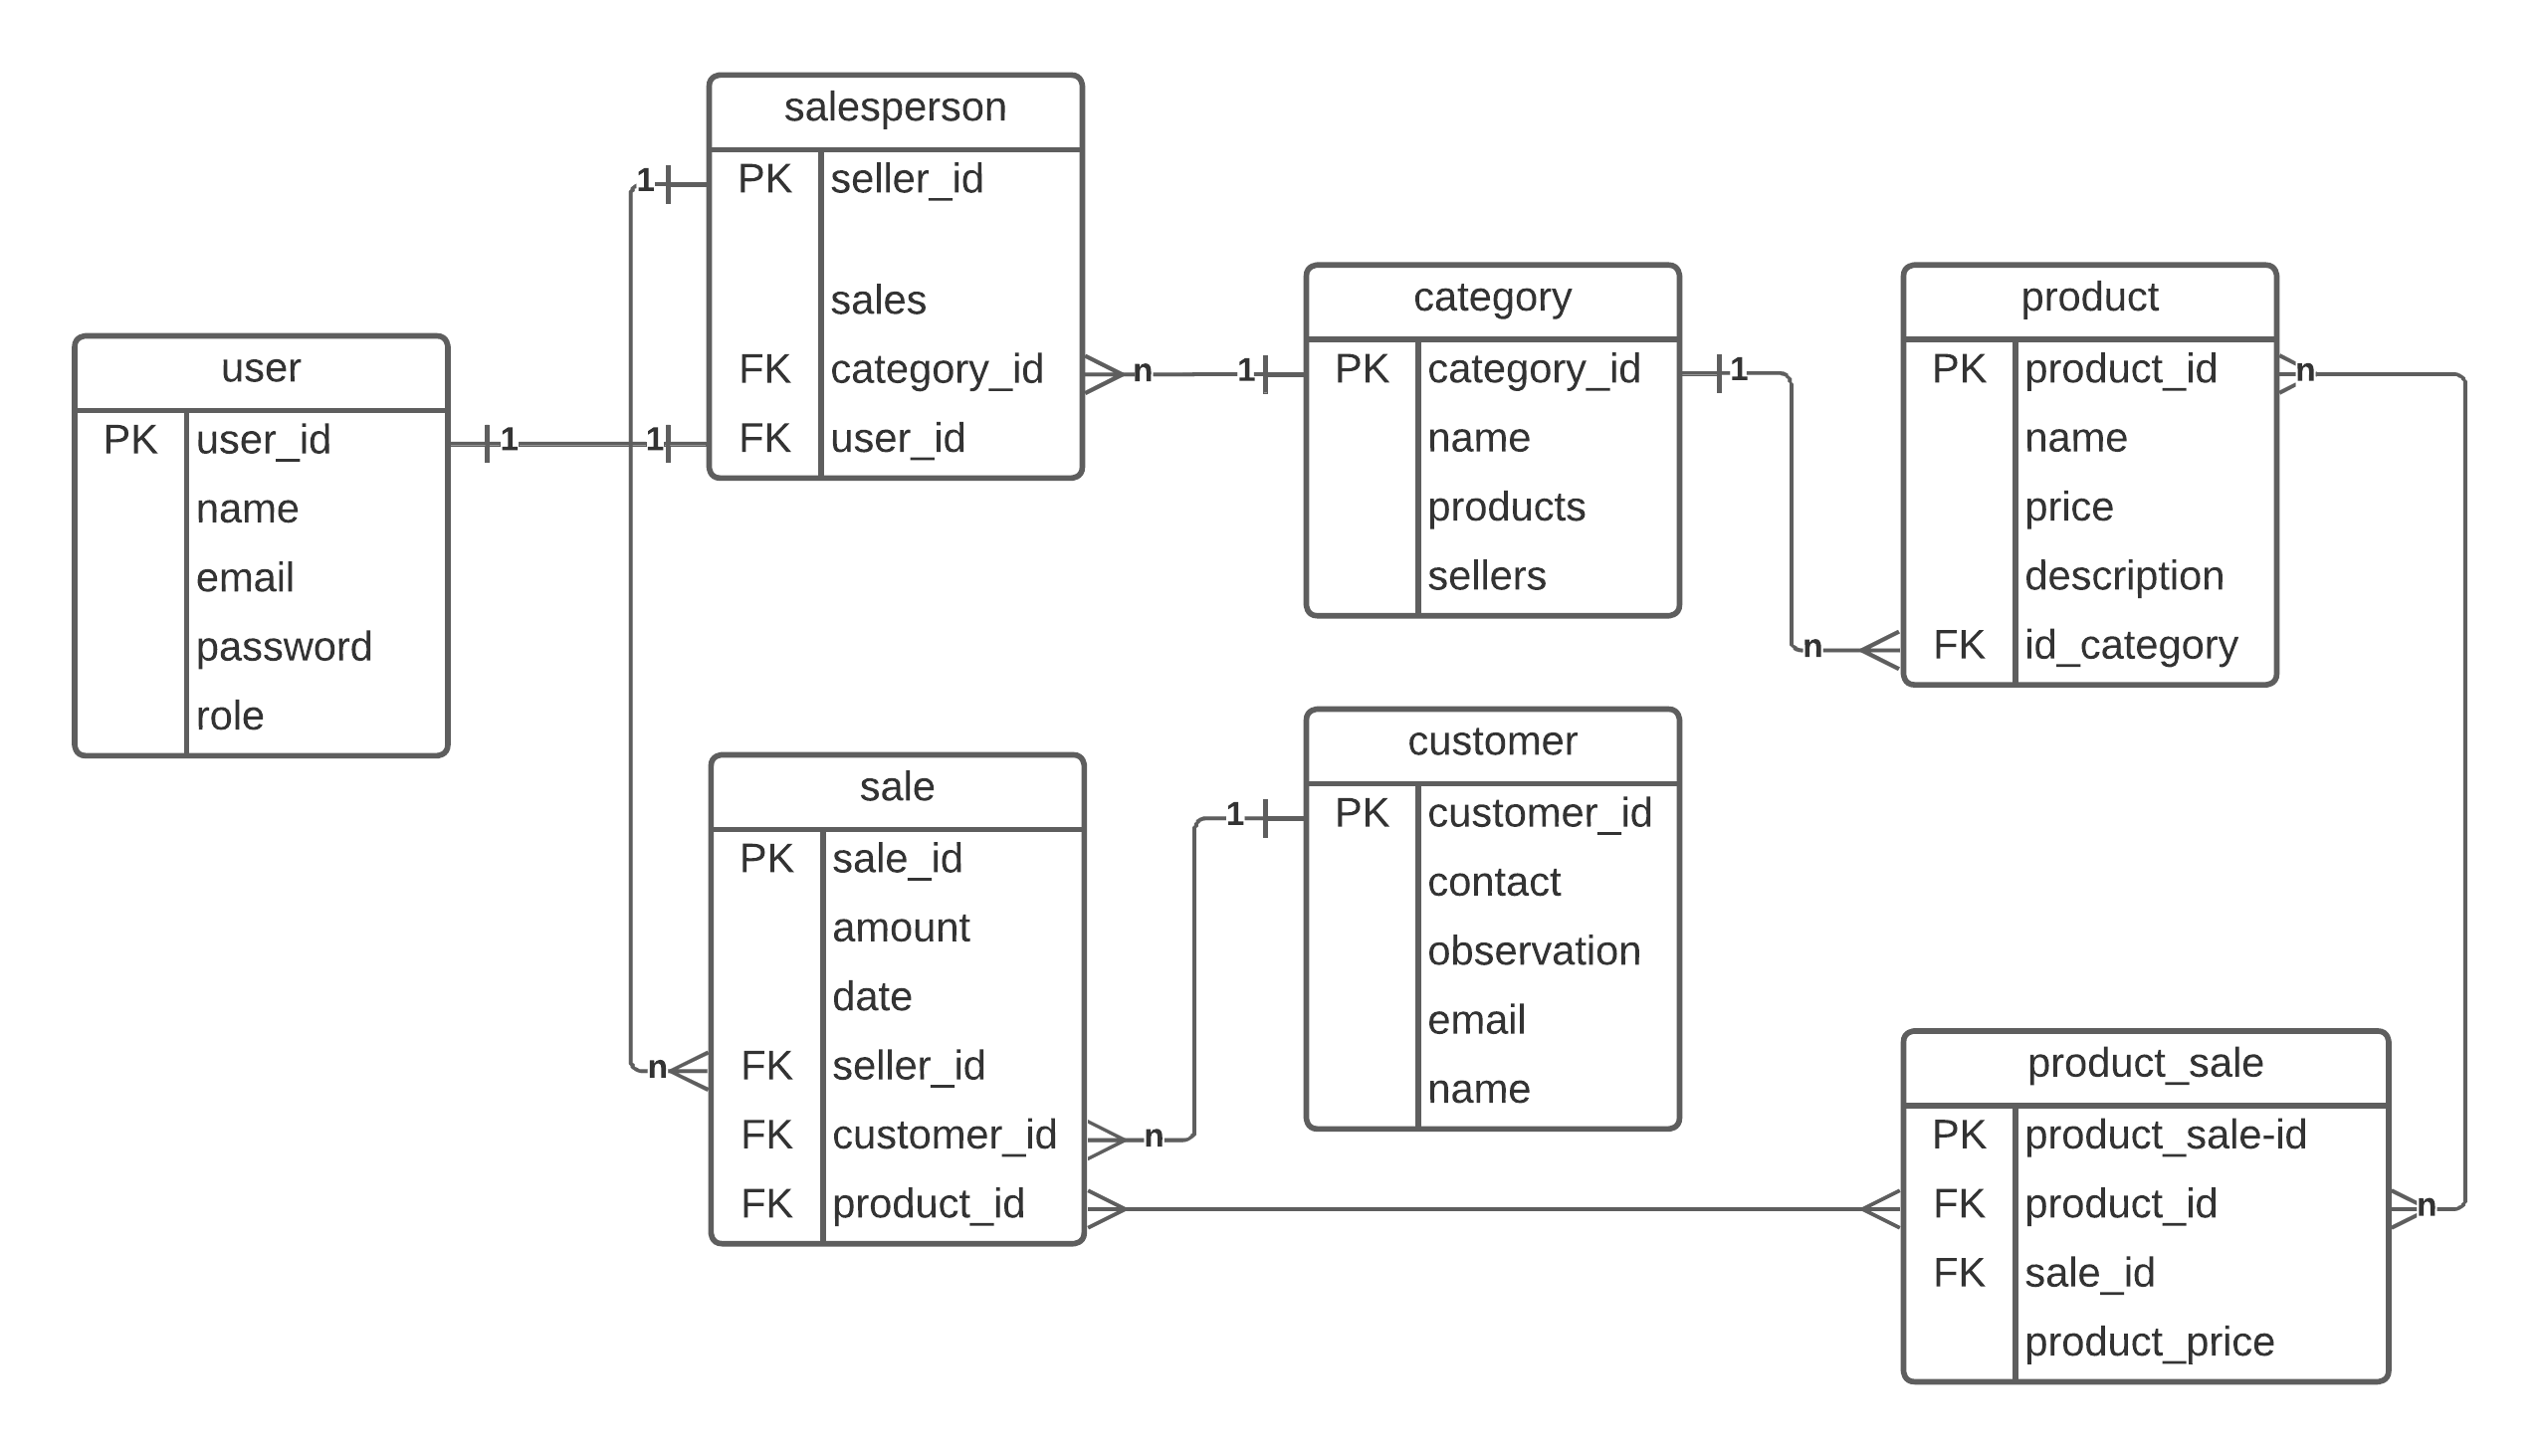 salesperson
PK seller_id
sales
FK category_id
FK user_id
user
PK user_id
name
email
password
role
category
PK category_id
name
products
sellers
product
PK product_id
name
price
description
FK id_category
sale
PK sale_id
amount
date
FK seller_id
FK customer_id
FK product_id
customer
PK customer_id
contact
observation
email
name
product_sale
PK product_sale-id
FK product_id
FK sale_id
product_price
1
1
1
n
n
1
1
n
1
n
n
n